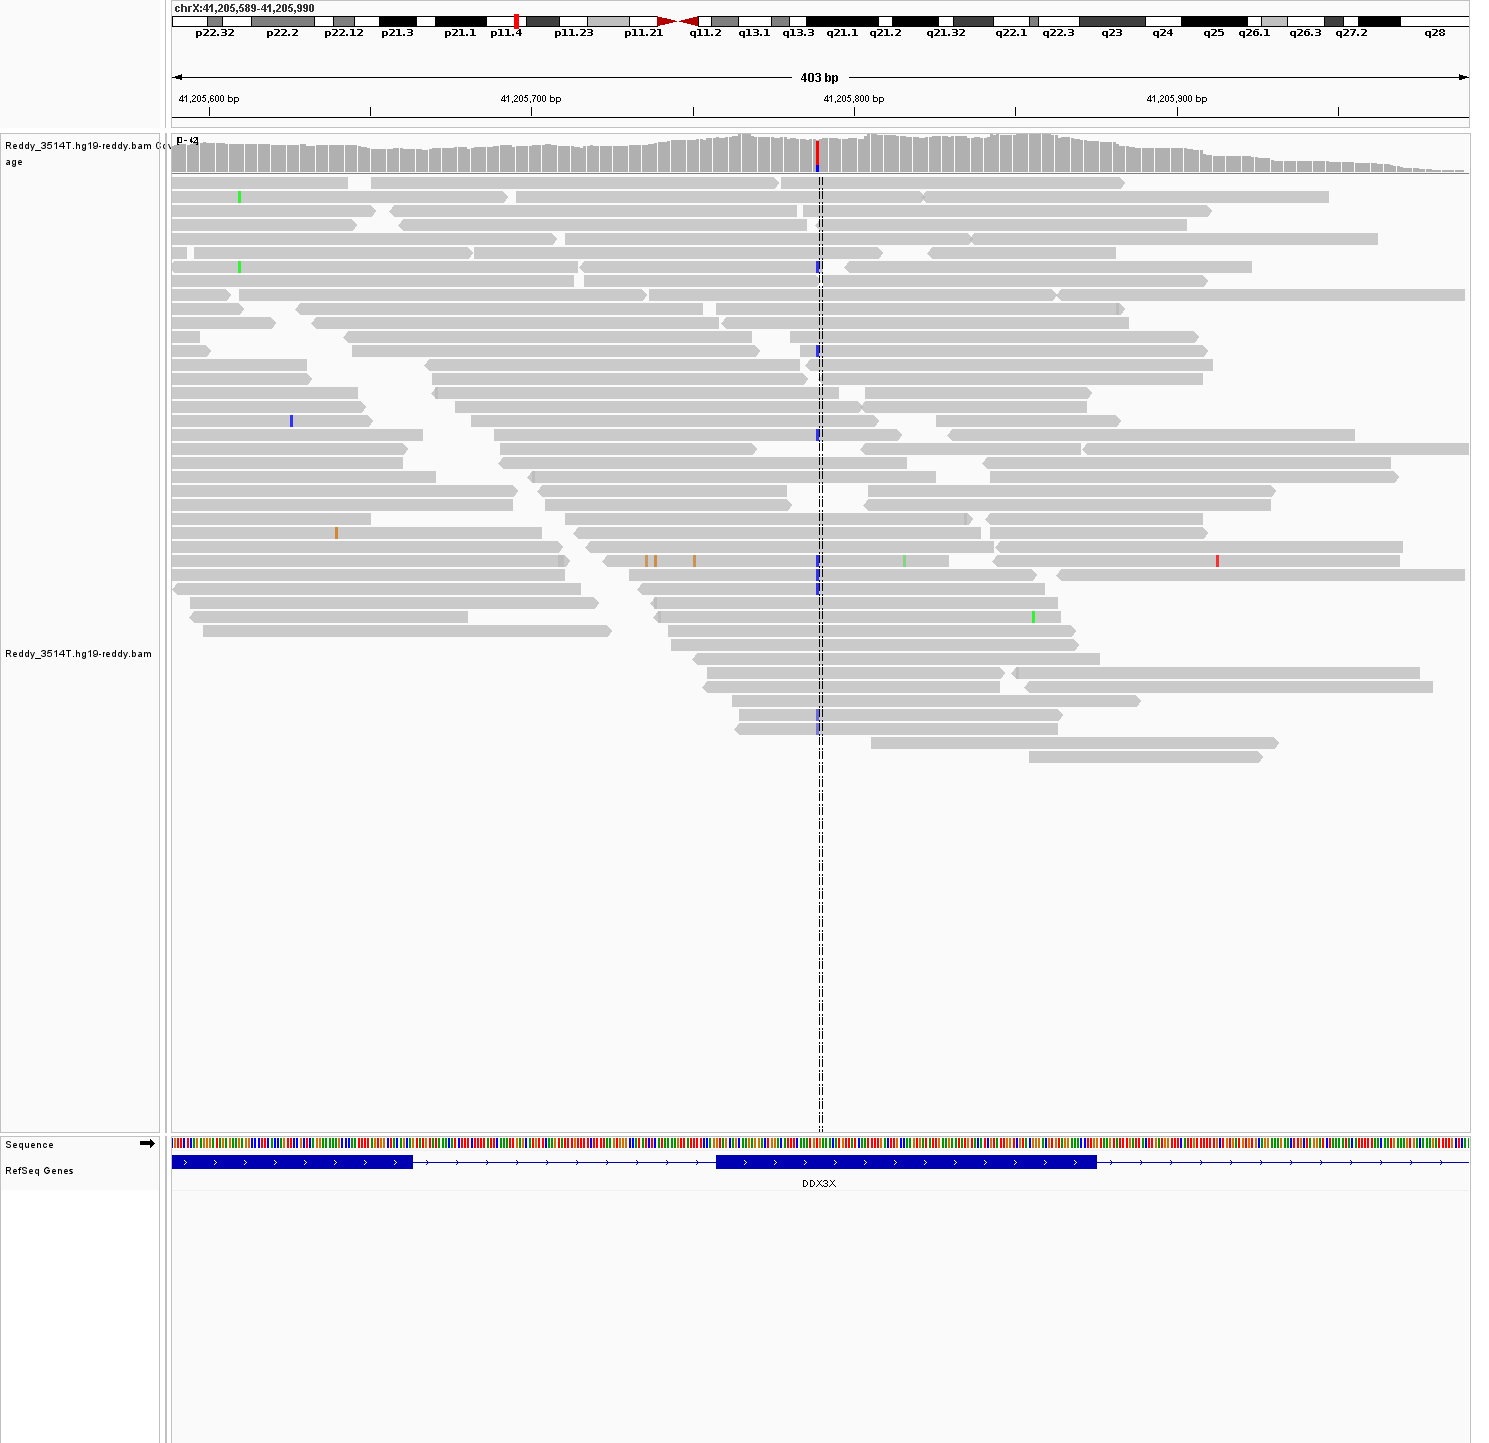 chrX:41,205,589-41,205,990
p22.32 p22.2 p22.12 p21.3 p21.1 p11.4 p11.23 p11.21 q11.2 q13.1 q13.3 q21.1 q21.2 q21.32 q22.1 q22.3 q23 q24 q25 q26.1 q26.3 q27.2 q28
403 bp
41,205,600 bp 41,205,700 bp 41,205,800 bp 41,205,900 bp
Reddy_3514T.hg19-reddy.bam Cov
age
Reddy_3514T.hg19-reddy.bam
Sequence
RefSeq Genes
DDX3X